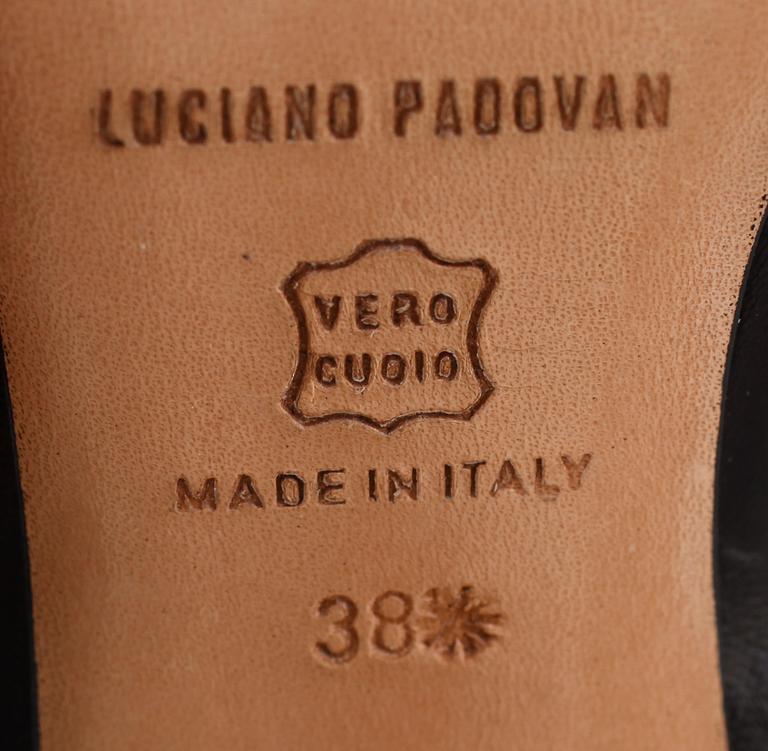 LUCIANO PADOVAN
VERO
CUOIO
MADE IN ITALY
38